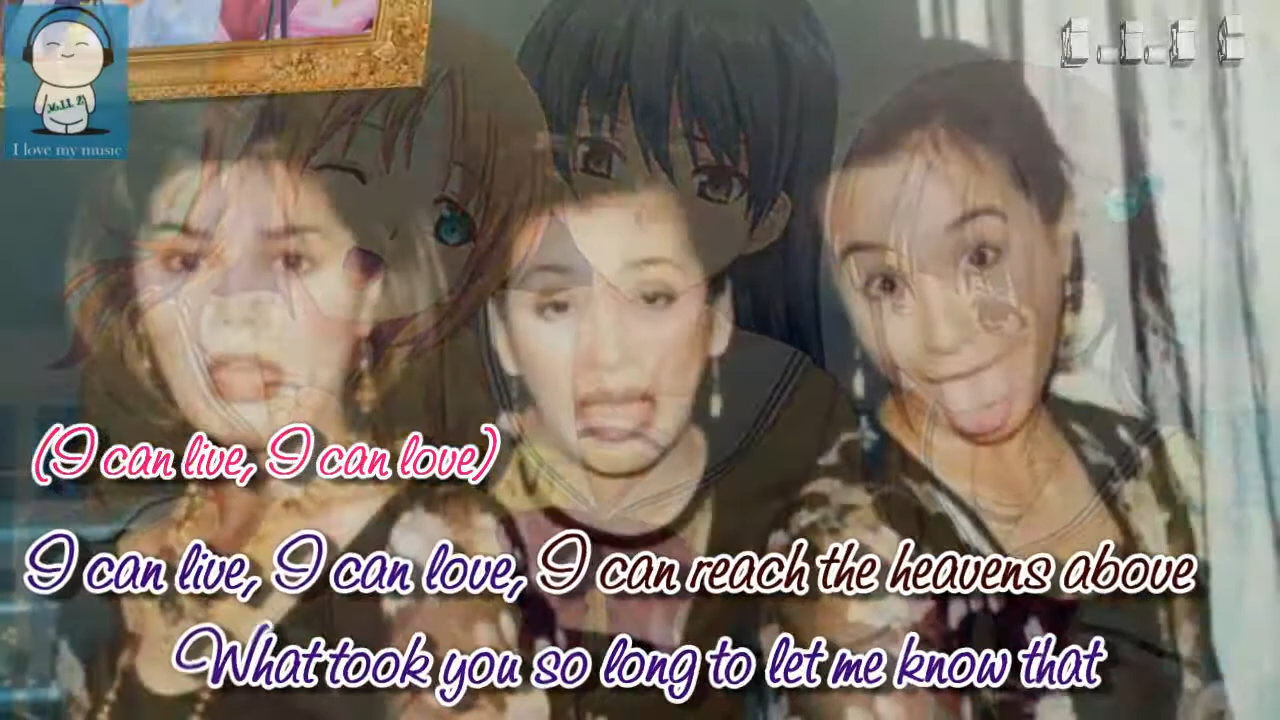 I love my music
(I can live, I can love)
I can live, I can love, I can reach the heavens above
What took you so long to let me know that